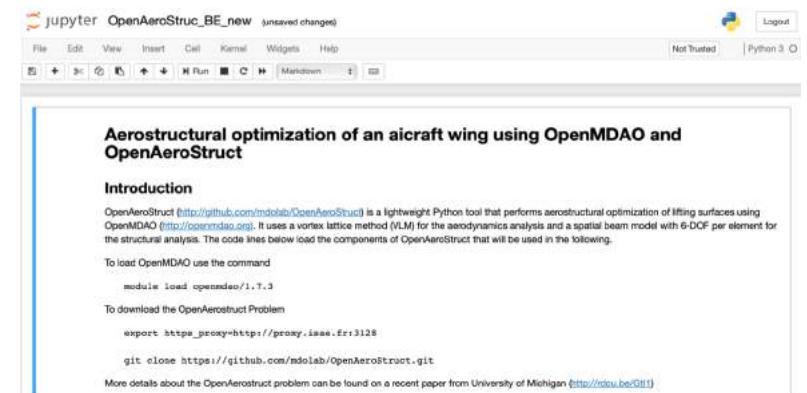 jupyter OpenAeroStruc_BE_new (unsaved changes)
Logout
File Edit View Insert Cell Kernel Widgets Help
Not Trusted Python 3 O
Run Markdown
Aerostructural optimization of an aicraft wing using OpenMDAO and
OpenAeroStruct
Introduction
OpenAeroStruct (http://github.com/mdolab/OpenAeroStruct) is a lightweight Python tool that performs aerostructural optimization of lifting surfaces using
OpenMDAO (http://openmdao.org). It uses a vortex lattice method (VLM) for the aerodynamics analysis and a spatial beam model with 6-DOF per element for
the structural analysis. The code lines below load the components of OpenAeroStruct that will be used in the following.
To load OpenMDAO use the command
module load openmdao/1.7.3
To download the OpenAerostruct Problem
export https_proxy=http://proxy.isae.fr:3128
git clone https://github.com/mdolab/OpenAeroStruct.git
More details about the OpenAerostruct problem can be found on a recent paper from University of Michigan